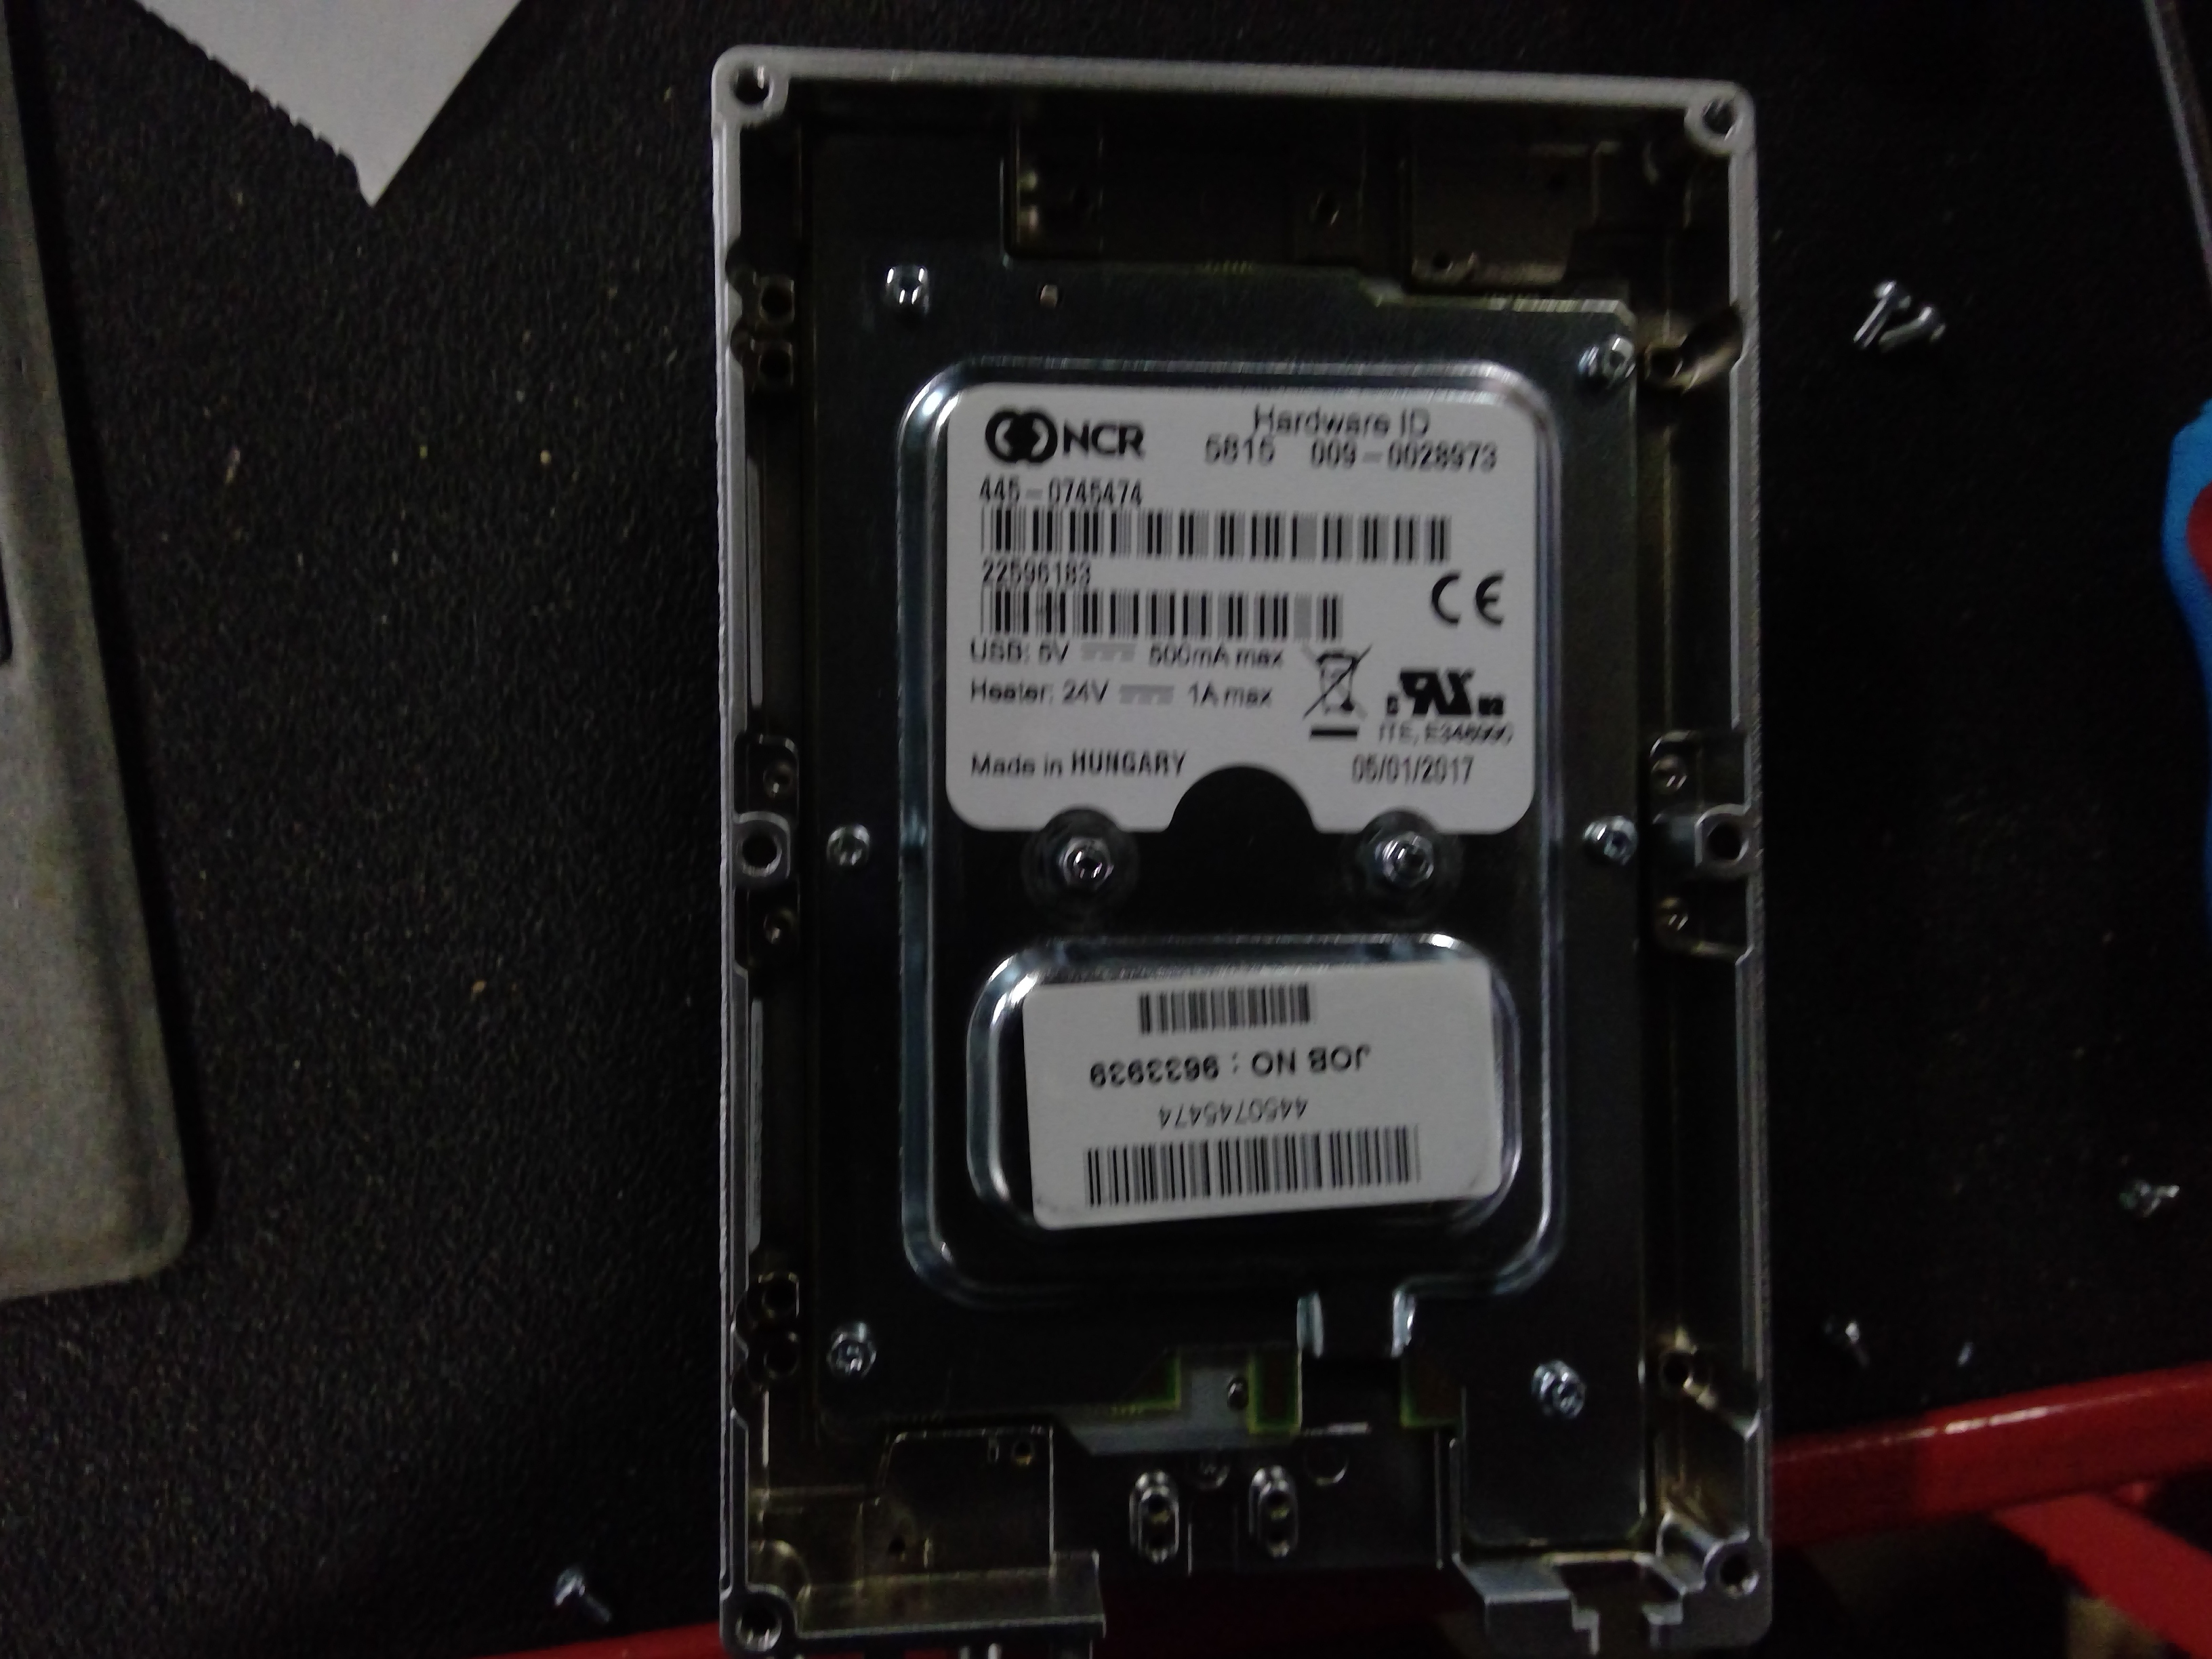 NCR
Hardware ID
5815 009-0028973
445-0745474
22596183
CE
USB: 5V 500mA max
Heater: 24V 1A max
Made in HUNGARY
05/01/2017
4450745474
JOB NO : 9633939